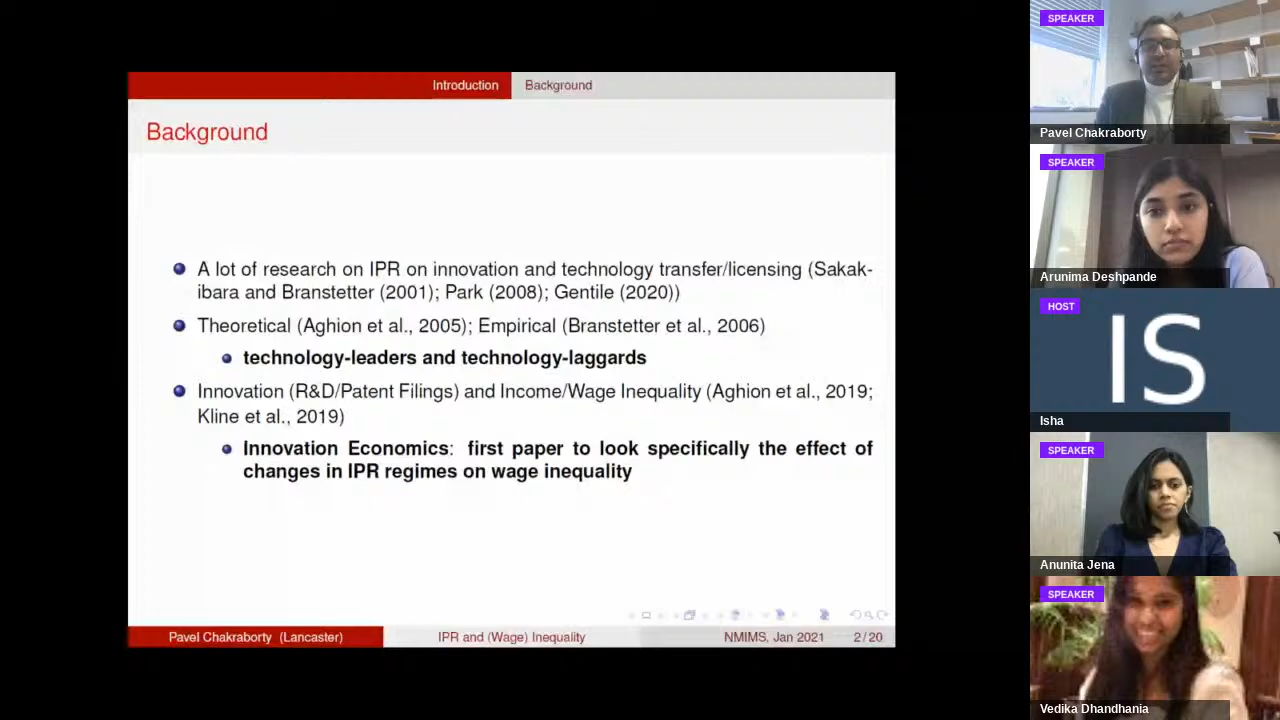 Introduction
Background
Background
A lot of research on IPR on innovation and technology transfer/licensing (Sakak-
ibara and Branstetter (2001); Park (2008); Gentile (2020))
Theoretical (Aghion et al., 2005); Empirical (Branstetter et al., 2006)
technology-leaders and technology-laggards
Innovation (R&D/Patent Filings) and Income/Wage Inequality (Aghion et al., 2019;
Kline et al., 2019)
Innovation Economics: first paper to look specifically the effect of
changes in IPR regimes on wage inequality
Pavel Chakraborty (Lancaster)
IPR and (Wage) Inequality
NMIMS, Jan 2021
2/20
SPEAKER
Pavel Chakraborty
SPEAKER
Arunima Deshpande
HOST
IS
Isha
SPEAKER
Anunita Jena
SPEAKER
Vedika Dhandhania